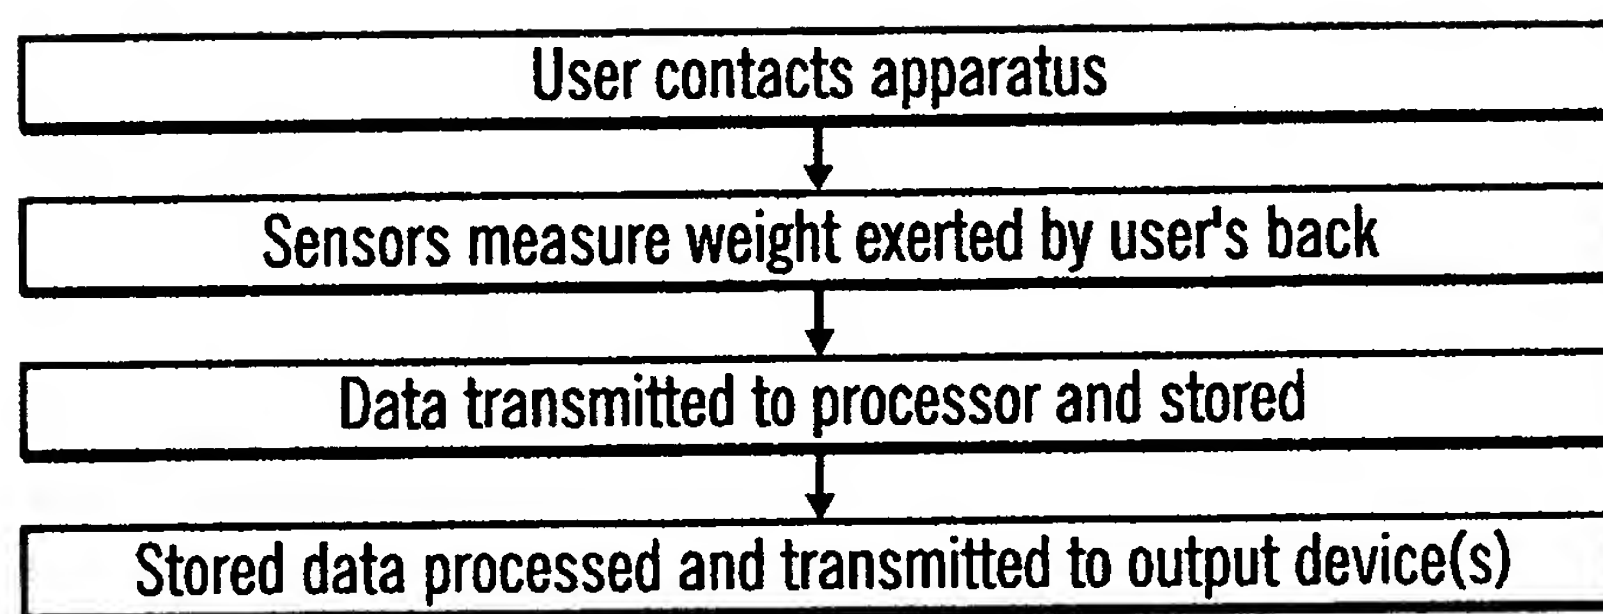 User contacts apparatus
Sensors measure weight exerted by user's back
Data transmitted to processor and stored
Stored data processed and transmitted to output device(s)